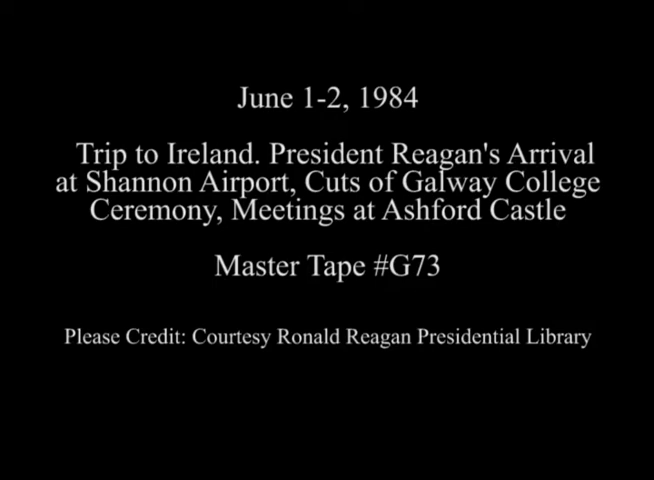 June 1-2, 1984
Trip to Ireland. President Reagan's Arrival
at Shannon Airport, Cuts of Galway College
Ceremony, Meetings at Ashford Castle
Master Tape #G73
Please Credit: Courtesy Ronald Reagan Presidential Library